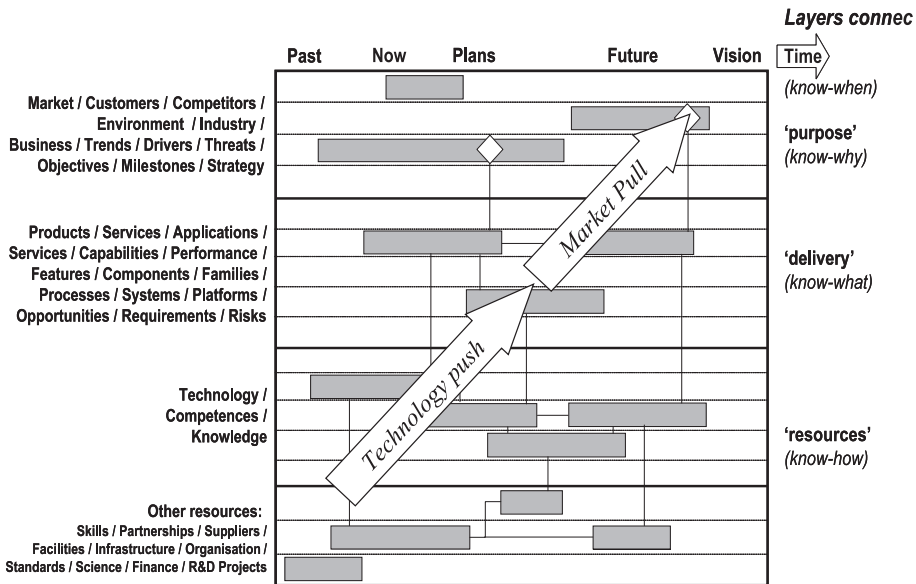 Layers connec
Past Now Plans Future Vision Time
(know-when)
Market / Customers / Competitors /
Environment / Industry /
Business / Trends / Drivers / Threats /
Objectives / Milestones / Strategy
'purpose'
(know-why)
Market Pull
Products / Services / Applications /
Services / Capabilities / Performance /
Features / Components / Families /
Processes / Systems / Platforms /
Opportunities / Requirements / Risks
'delivery'
(know-what)
Technology push
Technology /
Competences /
Knowledge
'resources'
(know-how)
Other resources:
Skills / Partnerships / Suppliers /
Facilities / Infrastructure / Organisation /
Standards / Science / Finance / R&D Projects